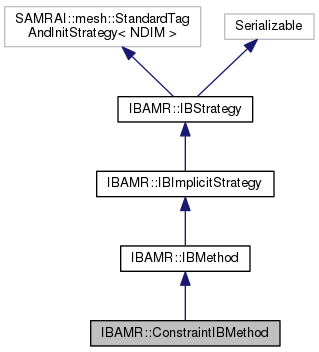 SAMRAI::mesh::StandardTag
AndInitStrategy< NDIM >
Serializable
IBAMR::IBStrategy
IBAMR::IBImplicitStrategy
IBAMR::IBMethod
IBAMR::ConstraintIBMethod